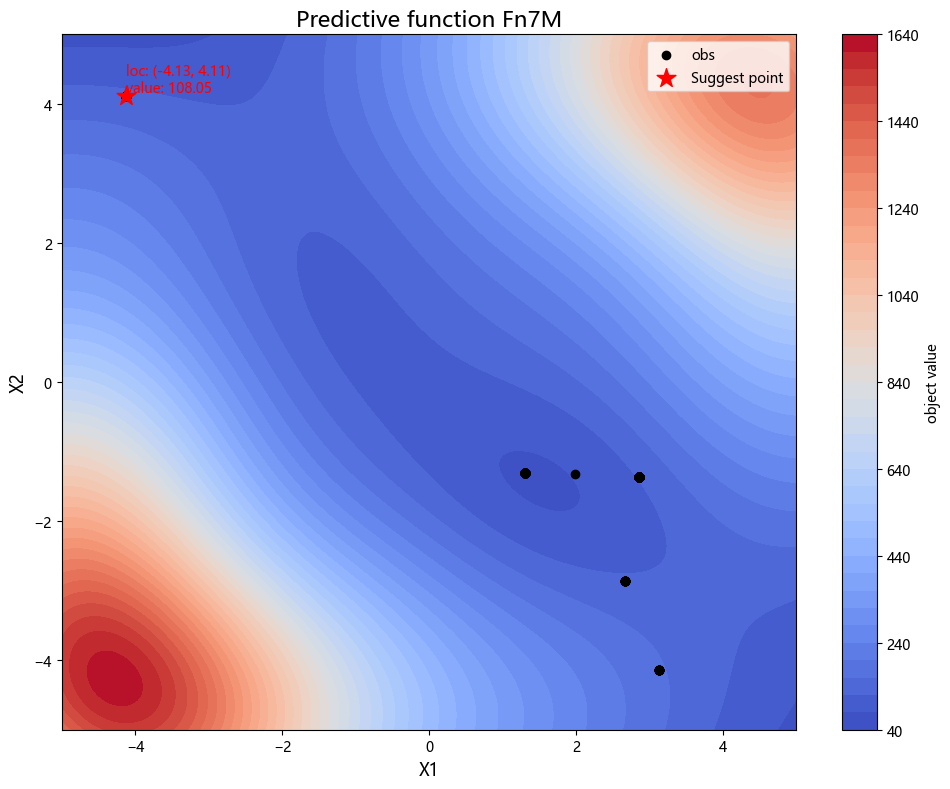 Predictive function Fn7M
loc: (-4.13, 4.11)
value: 108.05
obs
Suggest point
4
2
0
−2
−4
X2
−4
−2
0
2
4
X1
1640
1440
1240
1040
840
640
440
240
40
object value